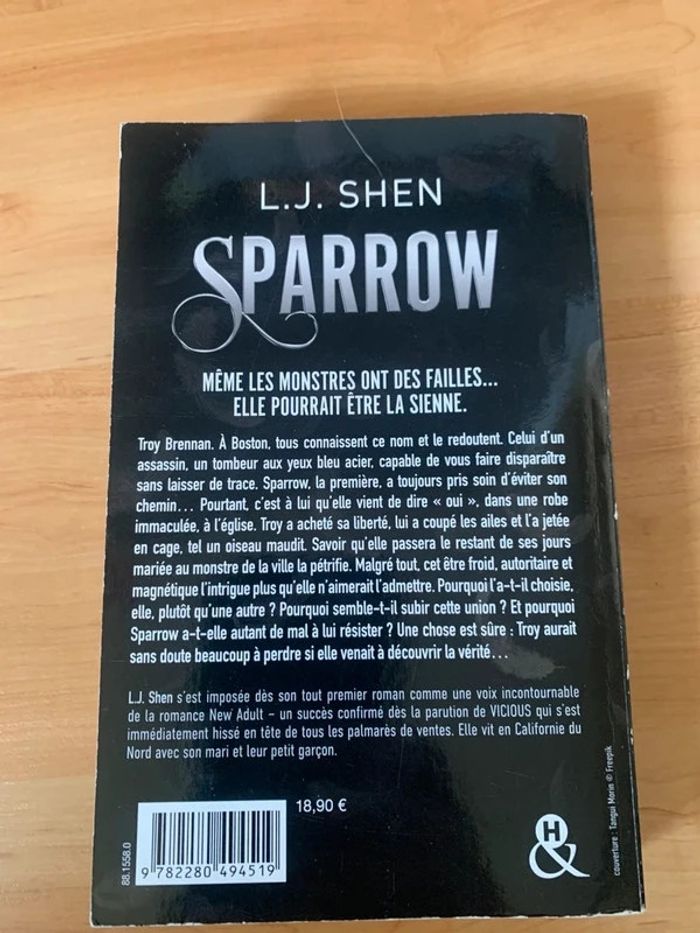 L.J. SHEN
SPARROW
MÊME LES MONSTRES ONT DES FAILLES...
ELLE POURRAIT ÊTRE LA SIENNE.
Troy Brennan. À Boston, tous connaissent ce nom et le redoutent. Celui d'un
assassin, un tombeur aux yeux bleu acier, capable de vous faire disparaître
sans laisser de trace. Sparrow, la première, a toujours pris soin d'éviter son
chemin... Pourtant, c'est à lui qu'elle vient de dire « oui », dans une robe
immaculée, à l'église. Troy a acheté sa liberté, lui a coupé les ailes et l'a jetée
en cage, tel un oiseau maudit. Savoir qu'elle passera le restant de ses jours
mariée au monstre de la ville la pétrifie. Malgré tout, cet être froid, autoritaire et
magnétique l'intrigue plus qu'elle n'aimerait l'admettre. Pourquoi l'a-t-il choisie,
elle, plutôt qu'une autre ? Pourquoi semble-t-il subir cette union ? Et pourquoi
Sparrow a-t-elle autant de mal à lui résister ? Une chose est sûre : Troy aurait
sans doute beaucoup à perdre si elle venait à découvrir la vérité...
L.J. Shen s'est imposée dès son tout premier roman comme une voix incontournable
de la romance New Adult – un succès confirmé dès la parution de VICIOUS qui s'est
immédiatement hissé en tête de tous les palmarès de ventes. Elle vit en Californie du
Nord avec son mari et leur petit garçon.
18,90 €
88.1558.0
9 782280 494519
H
&
couverture : Tangui Morin © Freepik